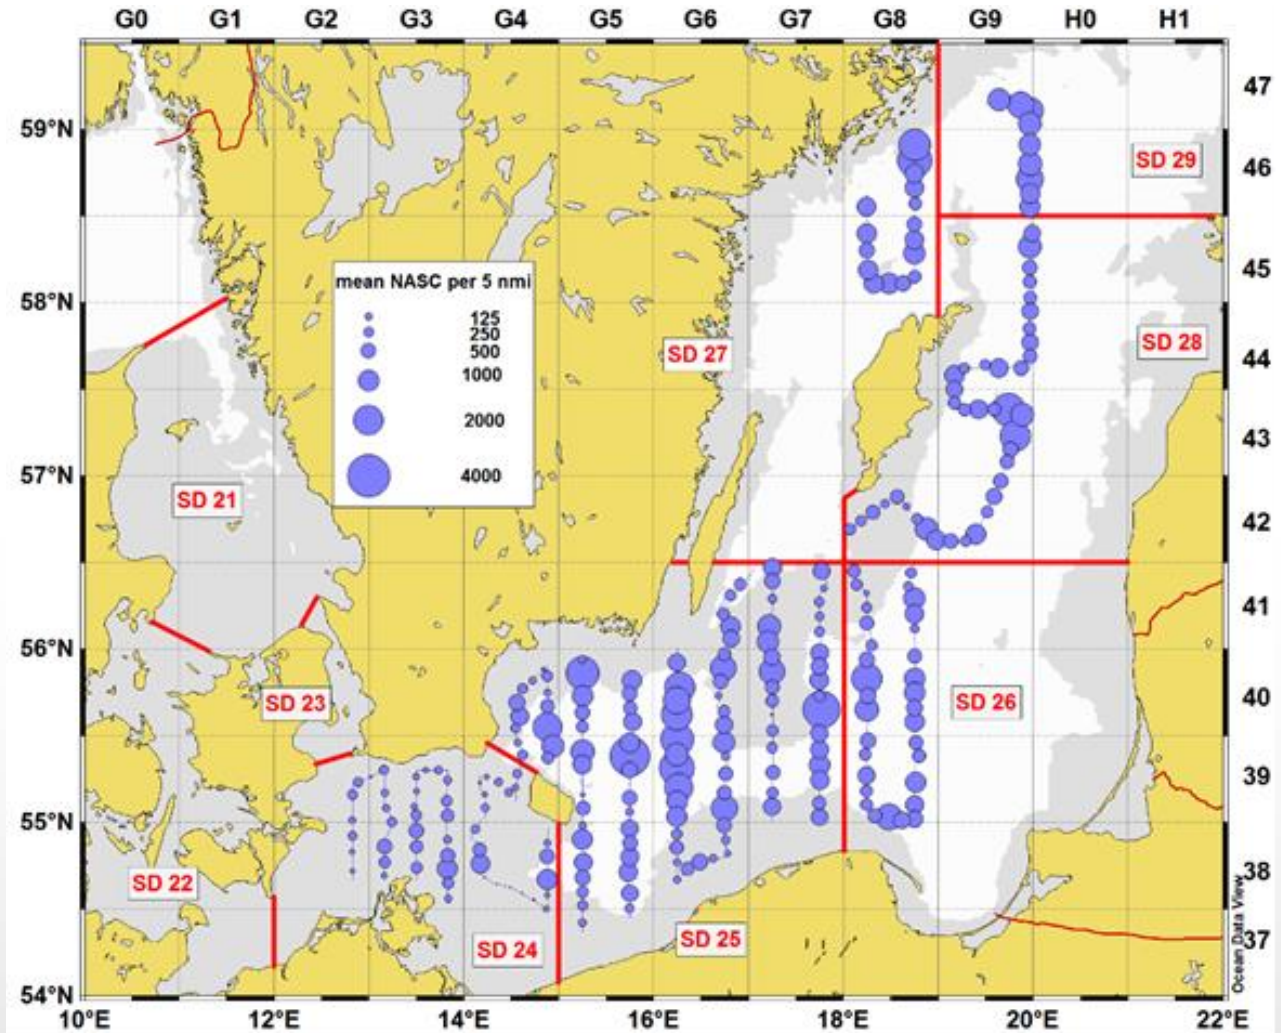 G0 G1 G2 G3 G4 G5 G6 G7 G8 G9 H0 H1
47
59°N
SD 29
46
mean NASC per 5 nmi
45
58°N
125
250
SD 28
500
SD 27
44
1000
2000
43
4000
57°N
SD 21
42
41
56°N
SD 23
SD 26
40
39
55°N
SD 22
38
SD 24
SD 25
37
Ocean Data View
54°N
10°E 12°E 14°E 16°E 18°E 20°E 22°E